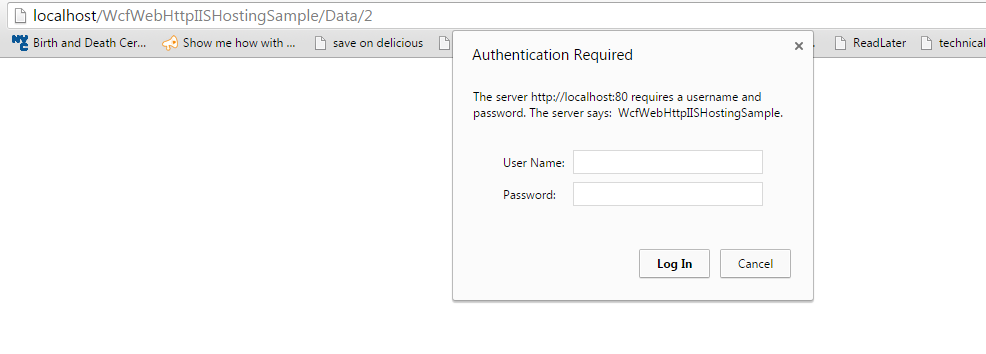 localhost/WcfWebHttpIISHostingSample/Data/2
NYC Birth and Death Cer... Show me how with ... save on delicious ReadLater technical
Authentication Required
The server http://localhost:80 requires a username and
password. The server says: WcfWebHttpIISHostingSample.
User Name:
Password:
Log In Cancel